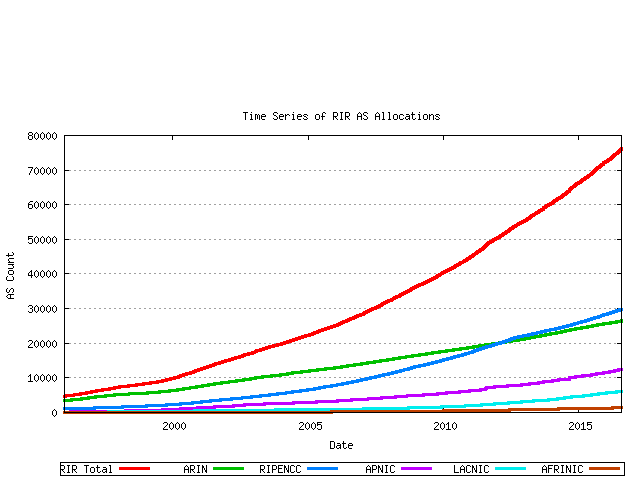 Time Series of RIR AS Allocations
80000
70000
60000
50000
40000
30000
20000
10000
0
AS Count
2000 2005 2010 2015
Date
RIR Total ARIN RIPENCC APNIC LACNIC AFRINIC